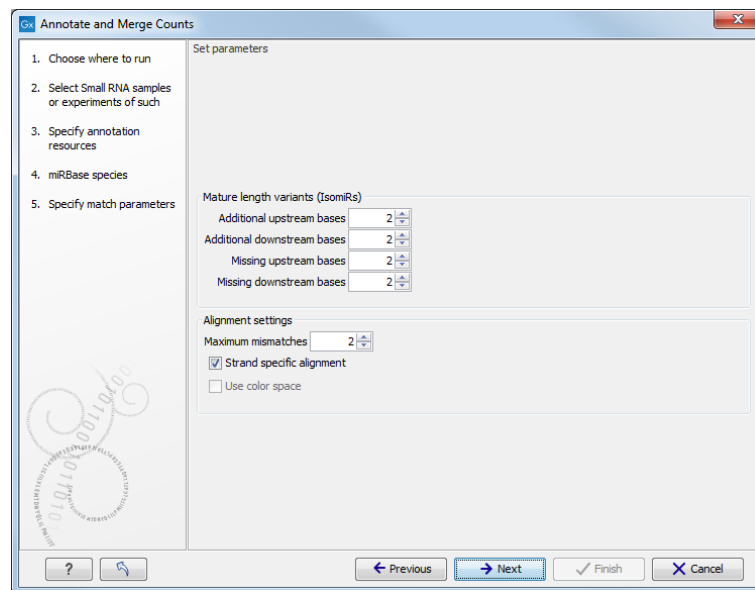 Gx Annotate and Merge Counts
Set parameters
1. Choose where to run
2. Select Small RNA samples
or experiments of such
3. Specify annotation
resources
4. miRBase species
5. Specify match parameters
Mature length variants (IsomiRs)
Additional upstream bases 2
Additional downstream bases 2
Missing upstream bases 2
Missing downstream bases 2
Alignment settings
Maximum mismatches 2
Strand specific alignment
Use color space
? Previous Next Finish Cancel